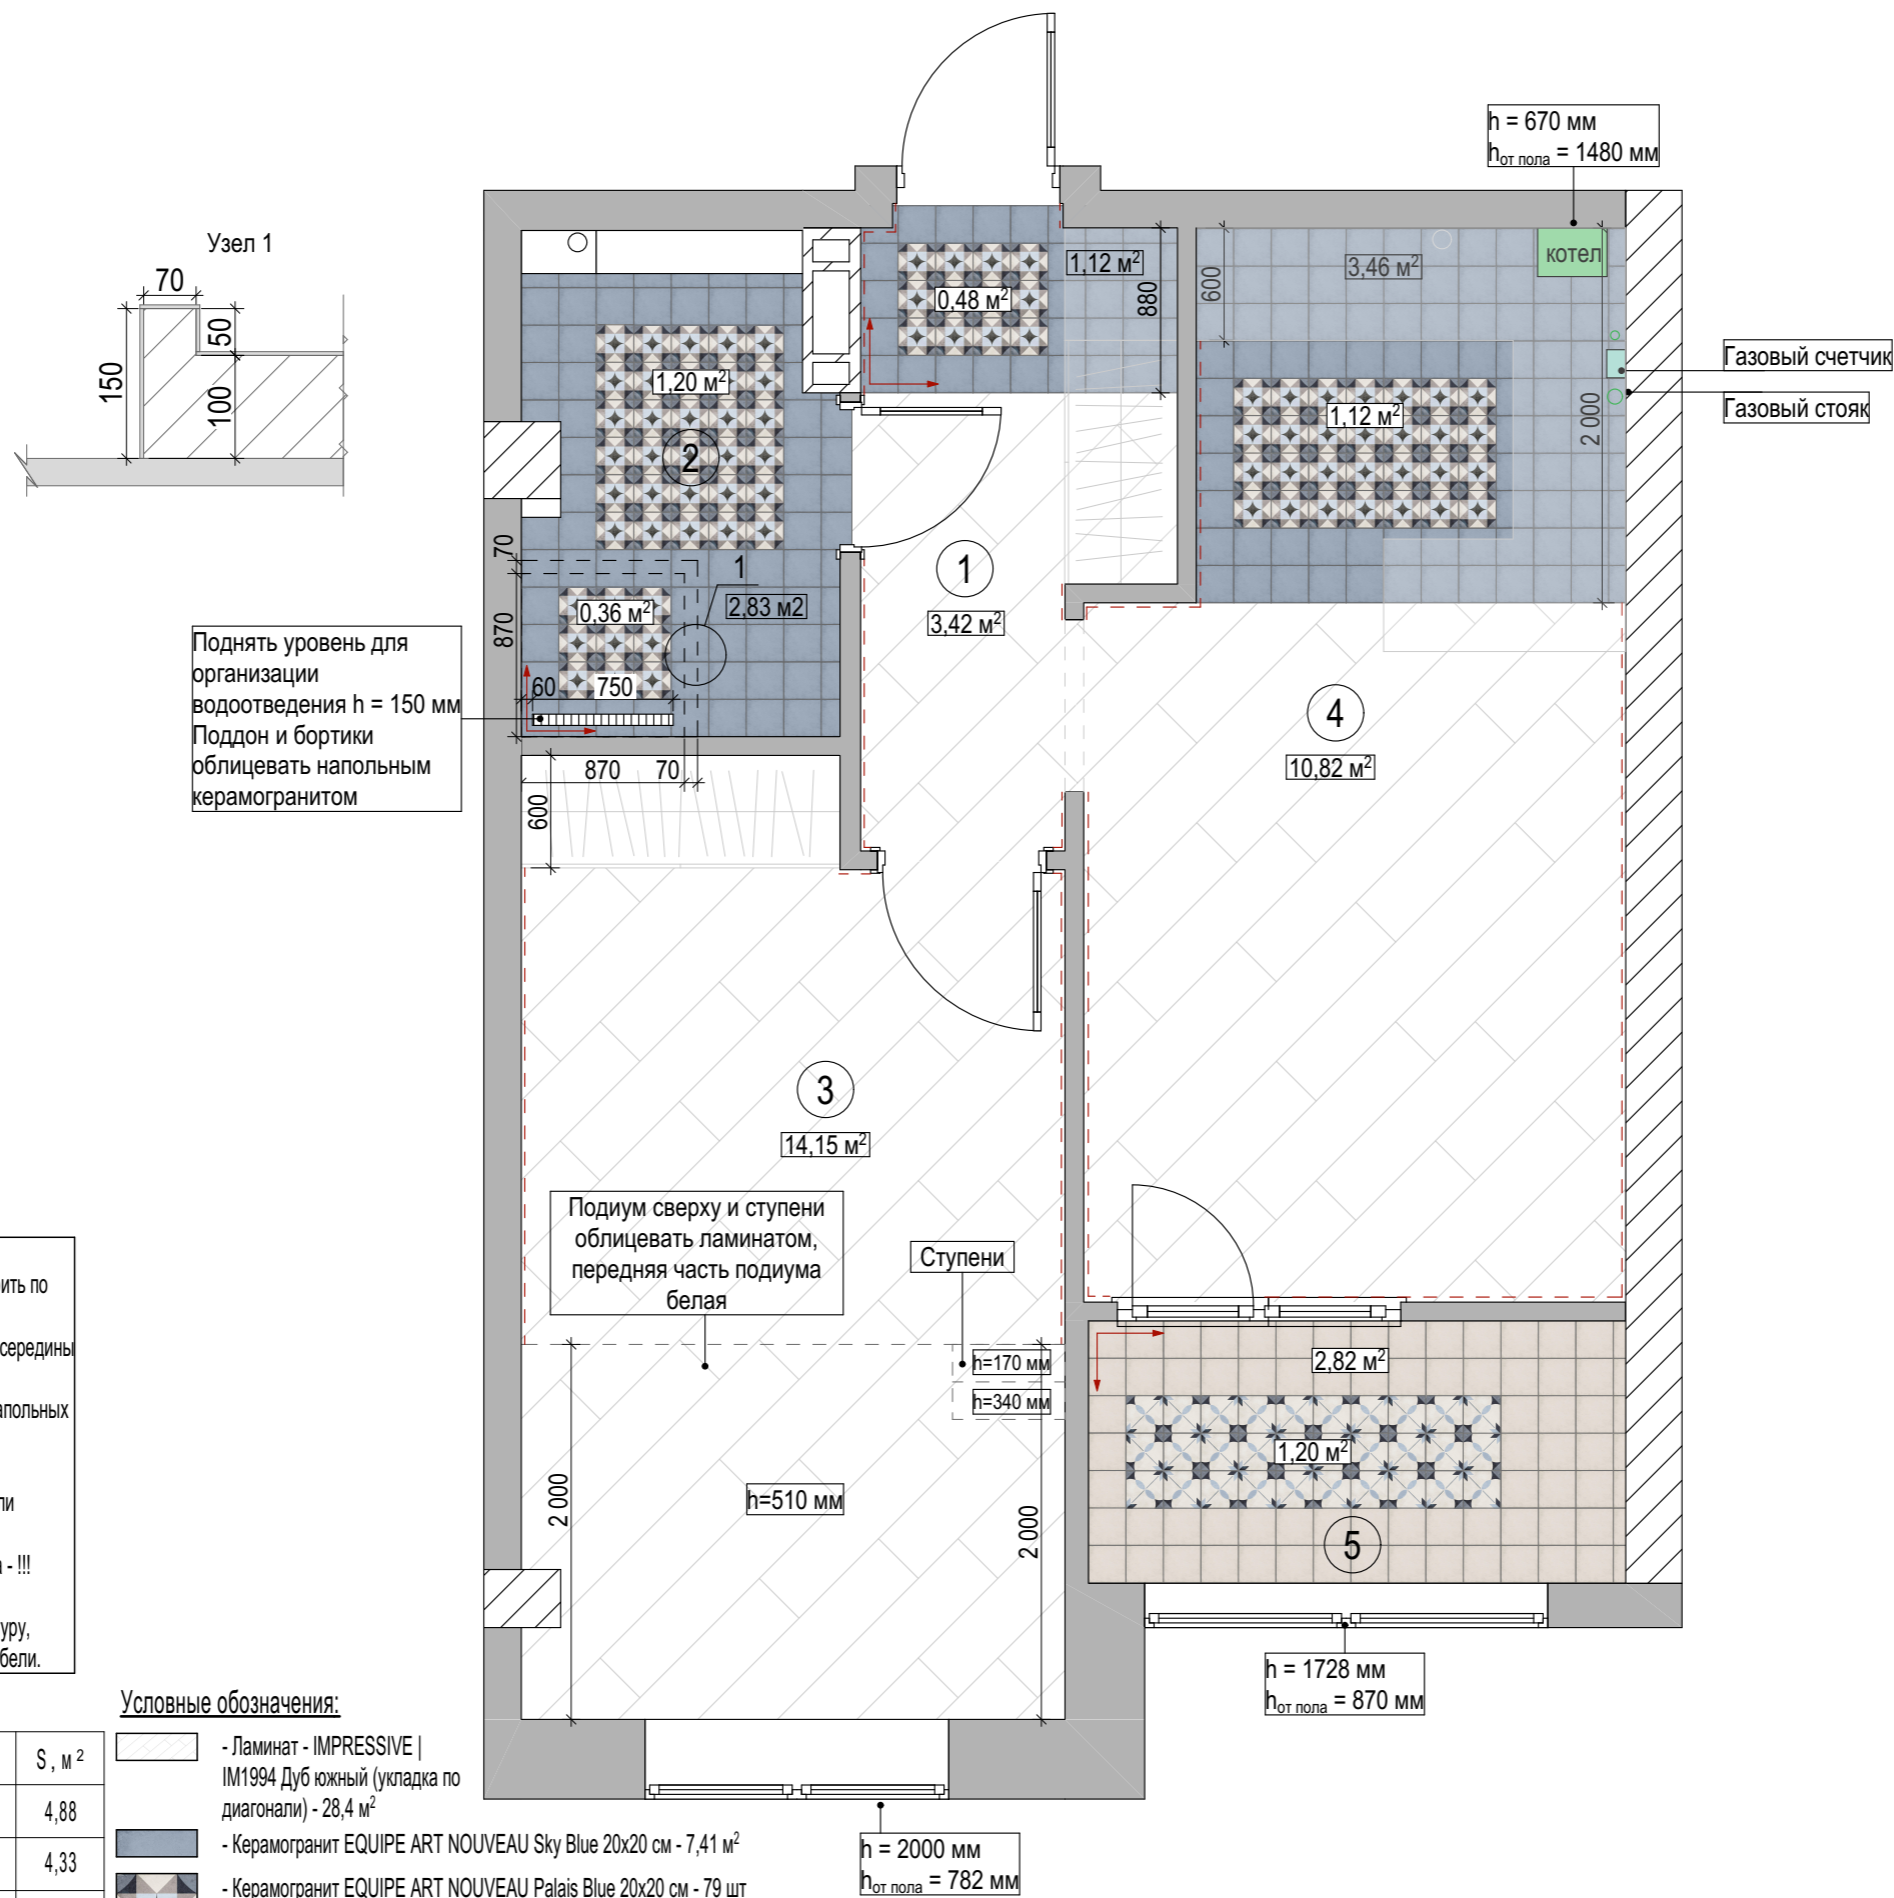 h = 670 мм
hот пола = 1480 мм
Узел 1
70
50
150
100
1,12 м²
0,48 м²
880
600
3,46 м²
котел
Газовый счетчик
Газовый стояк
2 000
1,12 м²
1,20 м²
2
70
1
2,83 м2
870
0,36 м²
60
750
1
3,42 м²
Поднять уровень для
организации
водоотведения h = 150 мм
Поддон и бортики
облицевать напольным
керамогранитом
870
70
600
4
10,82 м²
3
14,15 м²
Подиум сверху и ступени
облицевать ламинатом,
передняя часть подиума
белая
Ступени
h=170 мм
h=340 мм
2 000
h=510 мм
2 000
2,82 м²
1,20 м²
5
h = 1728 мм
hот пола = 870 мм
h = 2000 мм
hот пола = 782 мм
ить по
середины
апольных
ли
а - !!!
уру,
бели.
Условные обозначения:
S , м ²
4,88
4,33
- Ламинат - IMPRESSIVE |
IM1994 Дуб южный (укладка по
диагонали) - 28,4 м²
- Керамогранит EQUIPE ART NOUVEAU Sky Blue 20x20 см - 7,41 м²
- Керамогранит EQUIPE ART NOUVEAU Palais Blue 20x20 см - 79 шт